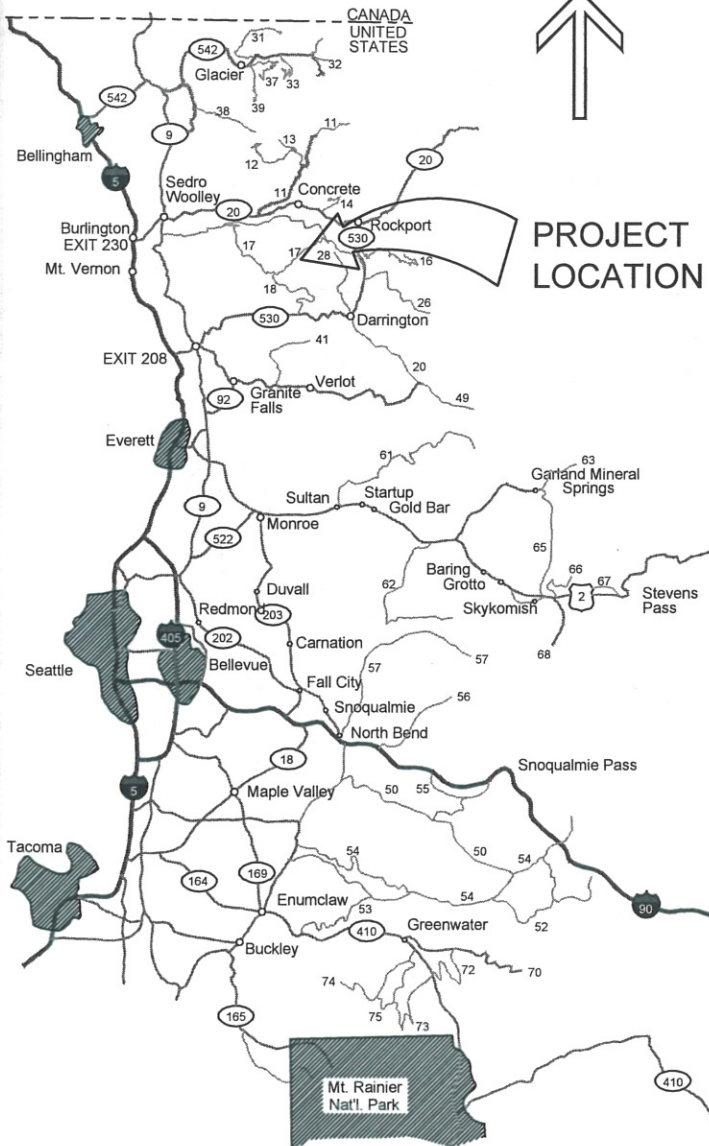 CANADA
UNITED
STATES
31
542
32
Glacier
37
33
39
542
38
11
9
13
12
20
Bellingham
5
Sedro
Woolley
11
Concrete
14
20
Rockport
Burlington
EXIT 230
530
PROJECT
LOCATION
17
17
28
16
Mt. Vernon
18
26
530
Darrington
41
EXIT 208
20
Verlot
92
Granite
Falls
49
Everett
61
63
Garland Mineral
Springs
Startup
Sultan
Gold Bar
9
Monroe
522
65
Baring
Grotto
66
67
62
Duvall
2
Stevens
Pass
Redmond
203
Skykomish
405
202
Carnation
68
57
57
Seattle
Bellevue
Fall City
56
Snoqualmie
North Bend
18
Snoqualmie Pass
5
50
55
Maple Valley
Tacoma
54
50
54
164
169
54
90
Enumclaw
53
52
410
Greenwater
Buckley
72
70
74
165
75
73
Mt. Rainier
Nat'l. Park
410